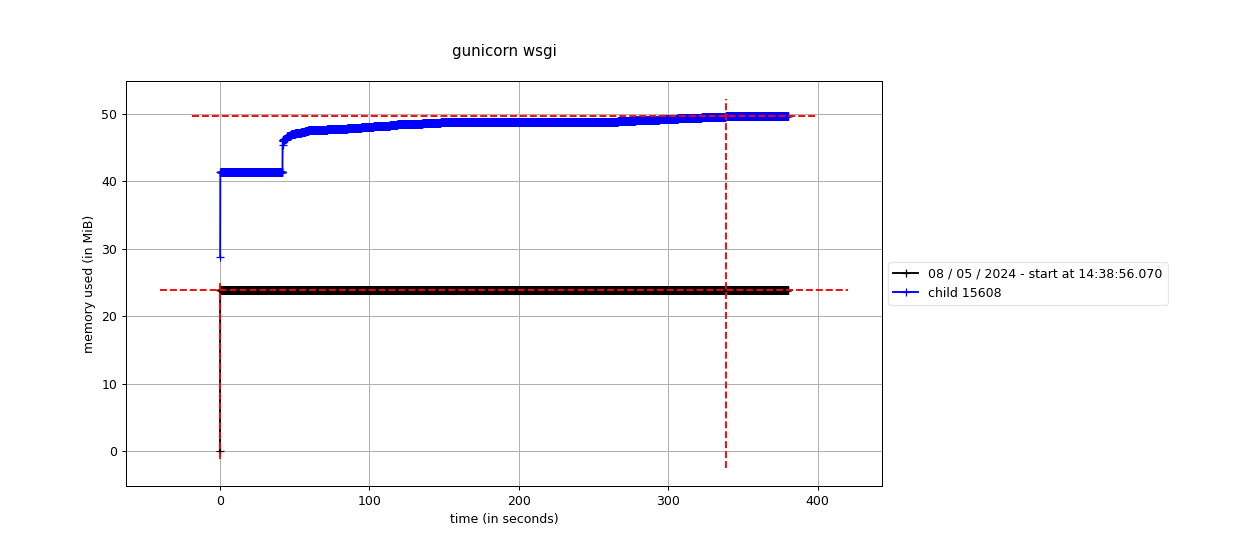 gunicorn wsgi
50
40
30
20
10
0
memory used (in MiB)
0 100 200 300 400
time (in seconds)
08 / 05 / 2024 - start at 14:38:56.070
child 15608